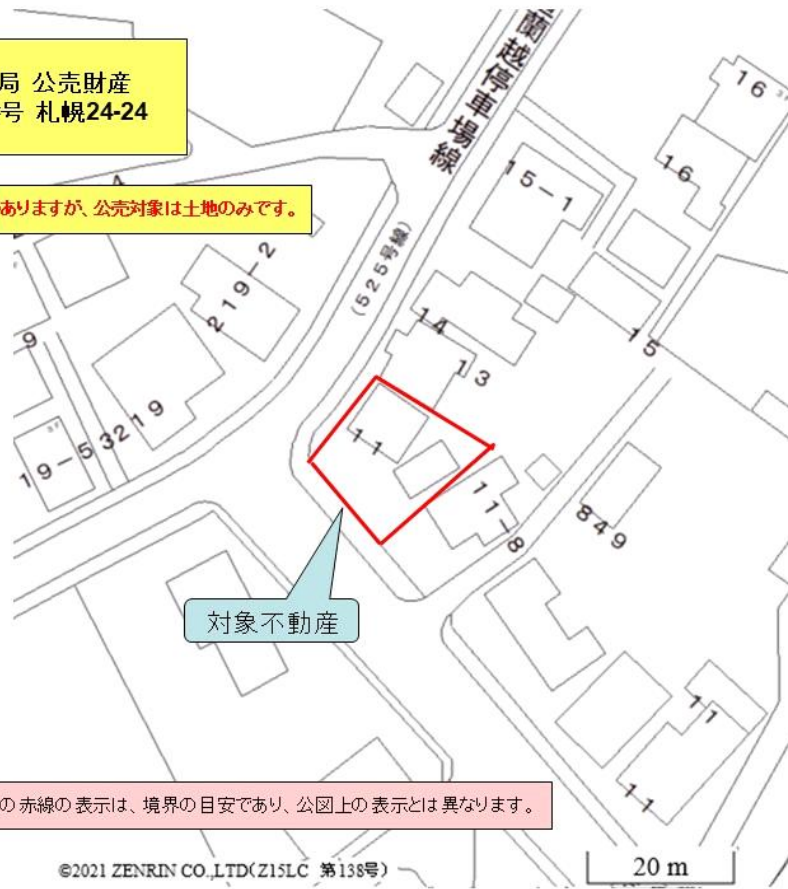 局 公売財産
号 札幌24-24
蘭越停車場線
16
16
15-1
ありますが、公売対象は土地のみです。
(525号線)
219-2
14
15
13
9
3219
19-5
11
11-8
849
対象不動産
11
11
の赤線の表示は、境界の目安であり、公図上の表示とは異なります。
©2021 ZENRIN CO.,LTD(Z15LC 第138号)
20 m